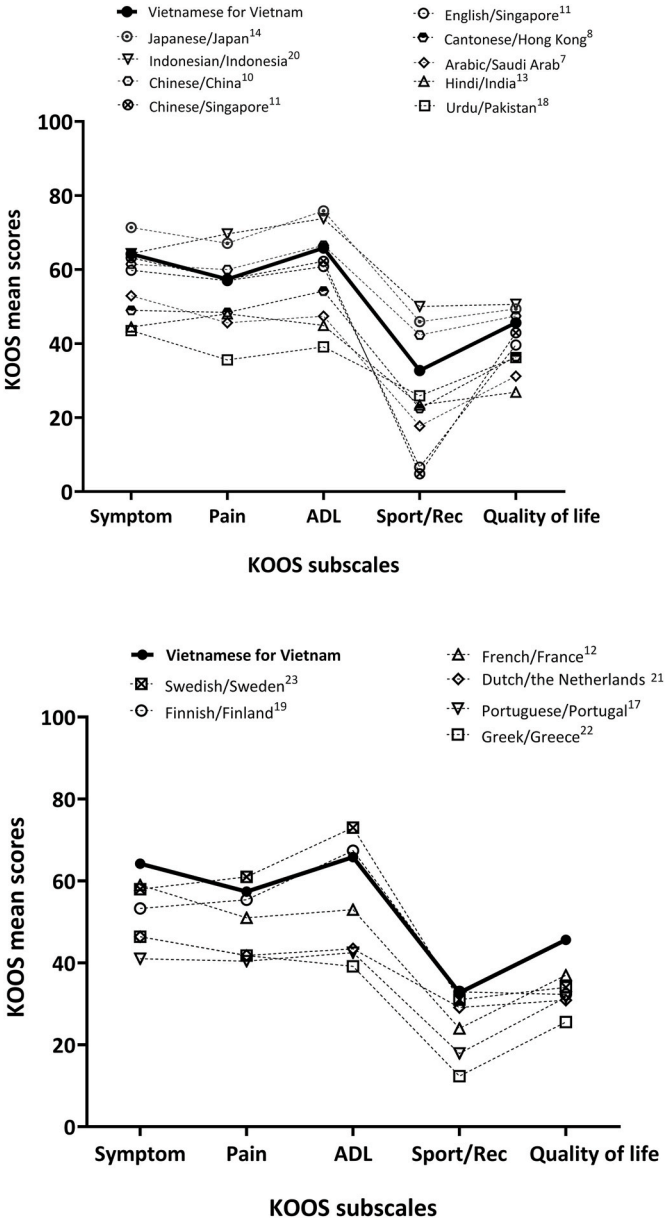 Vietnamese for Vietnam
Japanese/Japan14
Indonesian/Indonesia20
Chinese/China10
Chinese/Singapore11
English/Singapore11
Cantonese/Hong Kong8
Arabic/Saudi Arab7
Hindi/India13
Urdu/Pakistan18
KOOS mean scores
100
80
60
40
20
0
Symptom Pain ADL Sport/Rec Quality of life
KOOS subscales
Vietnamese for Vietnam
Swedish/Sweden23
Finnish/Finland19
French/France12
Dutch/the Netherlands 21
Portuguese/Portugal17
Greek/Greece22
KOOS mean scores
100
80
60
40
20
0
Symptom Pain ADL Sport/Rec Quality of life
KOOS subscales